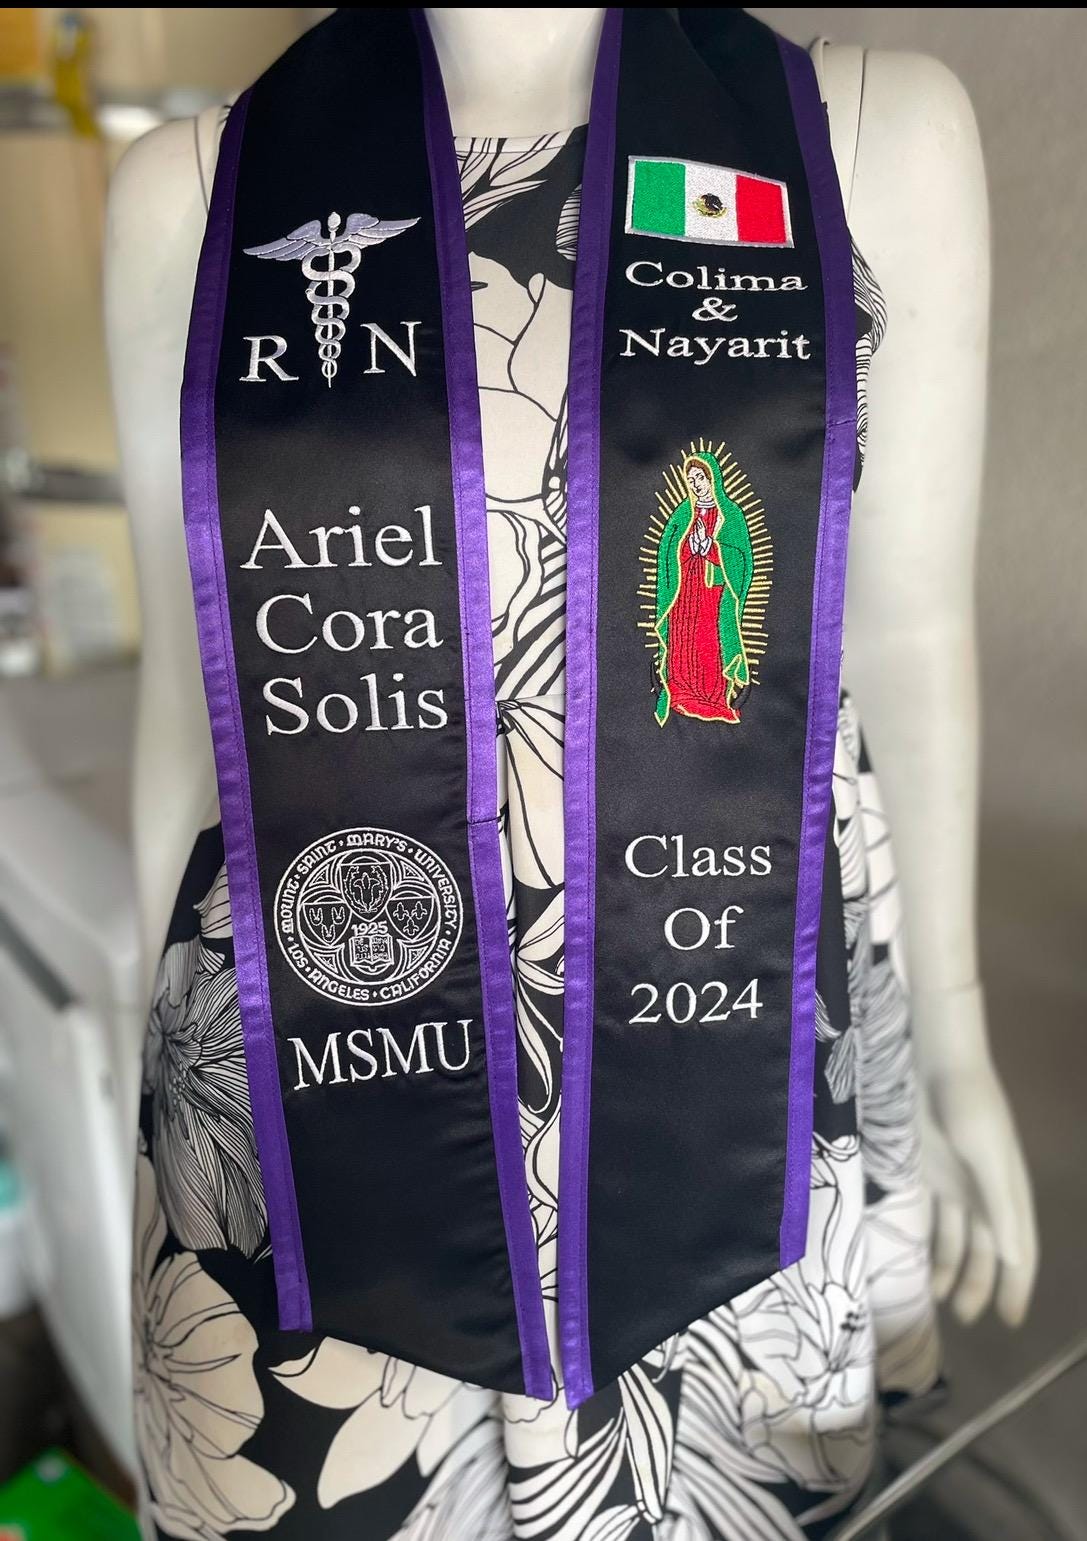 R N
Ariel
Cora
Solis
MOUNT • SAINT • MARY'S • UNIVERSITY • LOS • ANGELES • CALIFORNIA •
1925
MSMU
Colima
&
Nayarit
Class
Of
2024